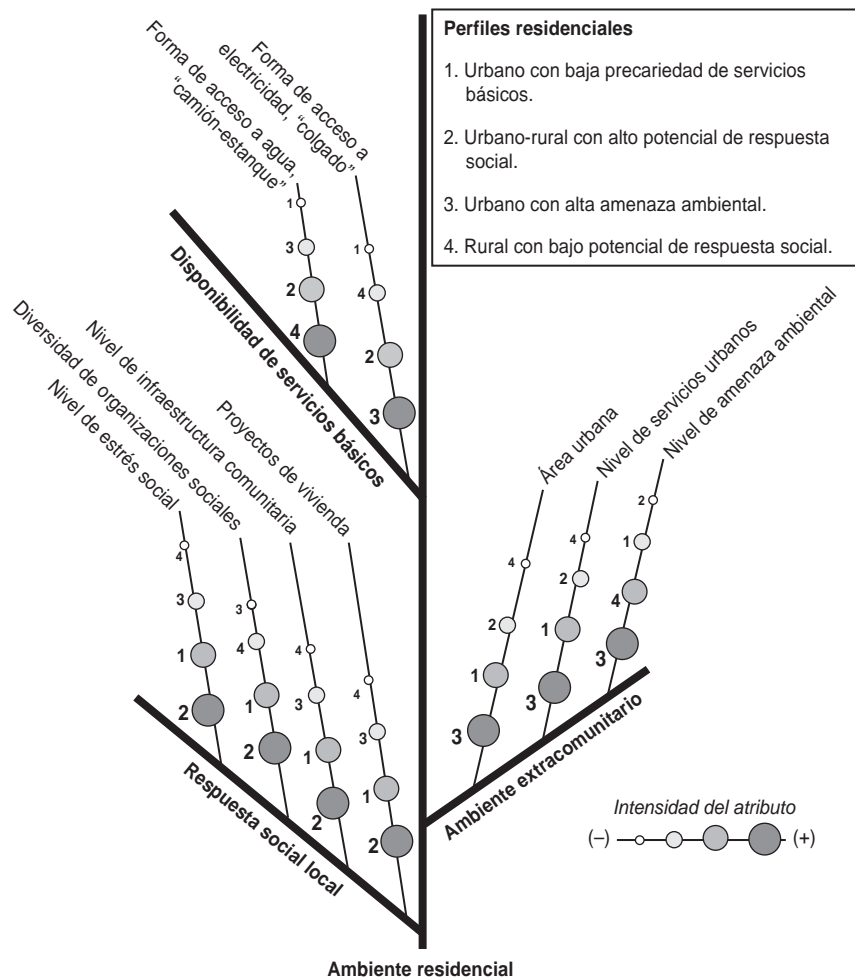 Perfiles residenciales
1. Urbano con baja precariedad de servicios
básicos.
2. Urbano-rural con alto potencial de respuesta
social.
3. Urbano con alta amenaza ambiental.
4. Rural con bajo potencial de respuesta social.
Forma de acceso a agua,
"camión-estanque"
1
3
2
4
Forma de acceso a
electricidad, "colgado"
1
4
2
3
Disponibilidad de servicios básicos
Nivel de estrés social
4
3
1
2
Diversidad de organizaciones sociales
3
4
1
2
Nivel de infraestructura comunitaria
4
3
1
2
Proyectos de vivienda
4
3
1
2
Respuesta social local
Área urbana
4
2
1
3
Nivel de servicios urbanos
4
2
1
3
Nivel de amenaza ambiental
2
1
4
3
Ambiente extracomunitario
Intensidad del atributo
(–) (+)
Ambiente residencial